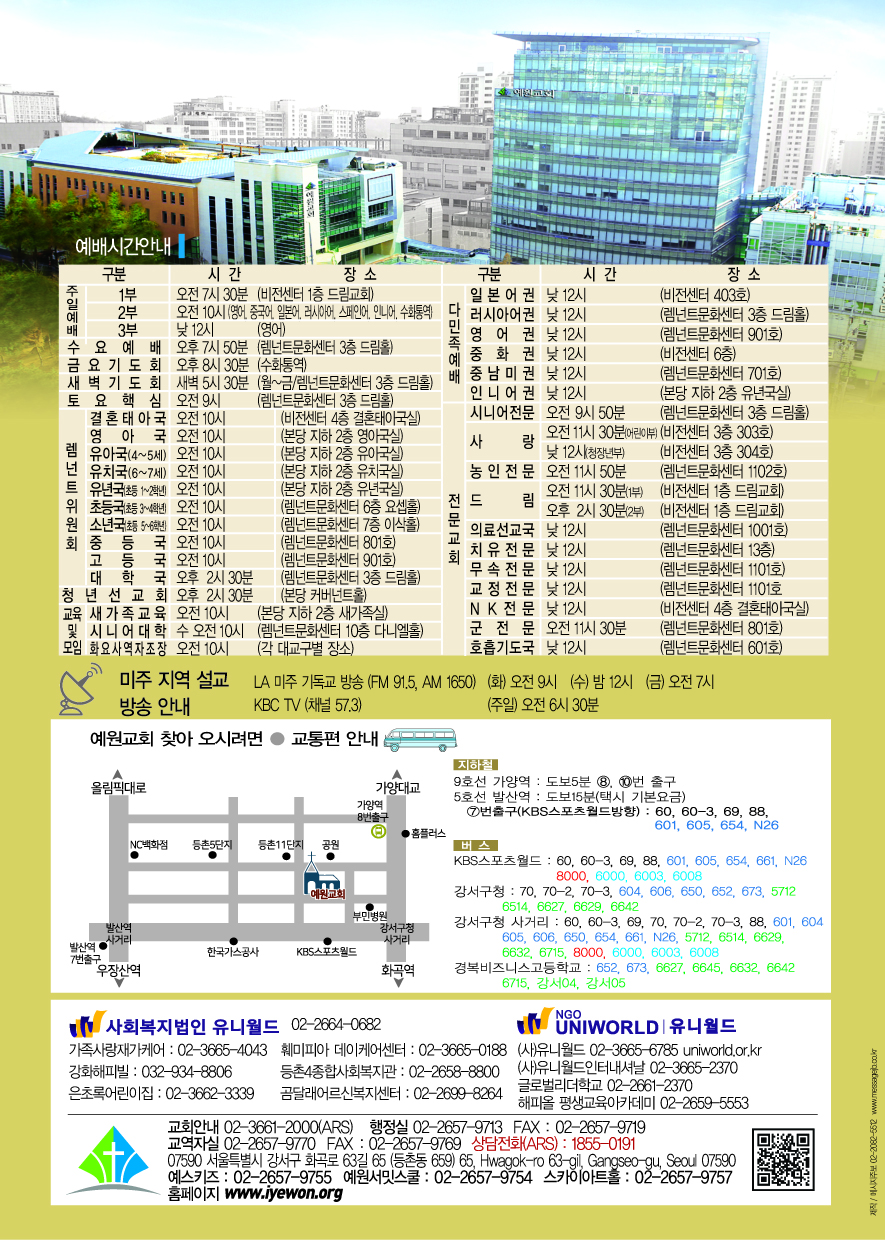 예원교회
예원교회
예배시간안내
구분 시 간 장 소
주일예배 1부 오전 7시 30분 (비전센터 1층 드림교회)
2부 오전 10시 (영어, 중국어, 일본어, 러시아어, 스페인어, 인니어, 수화통역)
3부 낮 12시 (영어)
수 요 예 배 오후 7시 50분 (렘넌트문화센터 3층 드림홀)
금 요 기 도 회 오후 8시 30분 (수화통역)
새 벽 기 도 회 새벽 5시 30분 (월~금/렘넌트문화센터 3층 드림홀)
토 요 핵 심 오전 9시 (렘넌트문화센터 3층 드림홀)
렘넌트위원회 결혼태아국 오전 10시 (비전센터 4층 결혼태아국실)
영 아 국 오전 10시 (본당 지하 2층 영아국실)
유아국(4~5세) 오전 10시 (본당 지하 2층 유아국실)
유치국(6~7세) 오전 10시 (본당 지하 2층 유치국실)
유년국(초등 1~2학년) 오전 10시 (본당 지하 2층 유년국실)
초등국(초등 3~4학년) 오전 10시 (렘넌트문화센터 6층 요셉홀)
소년국(초등 5~6학년) 오전 10시 (렘넌트문화센터 7층 이삭홀)
중 등 국 오전 10시 (렘넌트문화센터 801호)
고 등 국 오전 10시 (렘넌트문화센터 901호)
대 학 국 오후 2시 30분 (렘넌트문화센터 3층 드림홀)
청 년 선 교 회 오후 2시 30분 (본당 커버넌트홀)
교육 및 모임 새 가 족 교 육 오전 10시 (본당 지하 2층 새가족실)
시 니 어 대 학 수 오전 10시 (렘넌트문화센터 10층 다니엘홀)
화요사역자조장 오전 10시 (각 대교구별 장소)
구분 시 간 장 소
다민족예배 일 본 어 권 낮 12시 (비전센터 403호)
러시아어권 낮 12시 (렘넌트문화센터 3층 드림홀)
영 어 권 낮 12시 (렘넌트문화센터 901호)
중 화 권 낮 12시 (비전센터 6층)
중 남 미 권 낮 12시 (렘넌트문화센터 701호)
인 니 어 권 낮 12시 (본당 지하 2층 유년국실)
전문교회 시니어전문 오전 9시 50분 (렘넌트문화센터 3층 드림홀)
사 랑 오전 11시 30분(어린이부) (비전센터 3층 303호)
낮 12시(청장년부) (비전센터 3층 304호)
농 인 전 문 오전 11시 50분 (렘넌트문화센터 1102호)
드 림 오전 11시 30분(1부) (비전센터 1층 드림교회)
오후 2시 30분(2부) (비전센터 1층 드림교회)
의료선교국 낮 12시 (렘넌트문화센터 1001호)
치 유 전 문 낮 12시 (렘넌트문화센터 13층)
무 속 전 문 낮 12시 (렘넌트문화센터 1101호)
교 정 전 문 낮 12시 (렘넌트문화센터 1101호
N K 전 문 낮 12시 (비전센터 4층 결혼태아국실)
군 전 문 오전 11시 30분 (렘넌트문화센터 801호)
호흡기도국 낮 12시 (렘넌트문화센터 601호)
미주 지역 설교 LA 미주 기독교 방송 (FM 91.5, AM 1650) (화) 오전 9시 (수) 밤 12시 (금) 오전 7시
방송 안내 KBC TV (채널 57.3) (주일) 오전 6시 30분
예원교회 찾아 오시려면 ● 교통편 안내
올림픽대로
가양대교
가양역
8번출구
홈플러스
NC백화점
등촌5단지
등촌11단지
공원
예원교회
부민병원
발산역
사거리
강서구청
사거리
발산역
7번출구
한국가스공사
KBS스포츠월드
우장산역
화곡역
지하철
9호선 가양역 : 도보5분 ⑧, ⑩번 출구
5호선 발산역 : 도보15분(택시 기본요금)
⑦번출구(KBS스포츠월드방향) : 60, 60-3, 69, 88,
601, 605, 654, N26
버 스
KBS스포츠월드 : 60, 60-3, 69, 88, 601, 605, 654, 661, N26
8000, 6000, 6003, 6008
강서구청 : 70, 70-2, 70-3, 604, 606, 650, 652, 673, 5712
6514, 6627, 6629, 6642
강서구청 사거리 : 60, 60-3, 69, 70, 70-2, 70-3, 88, 601, 604
605, 606, 650, 654, 661, N26, 5712, 6514, 6629,
6632, 6715, 8000, 6000, 6003, 6008
경복비즈니스고등학교 : 652, 673, 6627, 6645, 6632, 6642
6715, 강서04, 강서05
사회복지법인 유니월드 02-2664-0682
가족사랑재가케어 : 02-3665-4043 훼미피아 데이케어센터 : 02-3665-0188
강화해피빌 : 032-934-8806 등촌4종합사회복지관 : 02-2658-8800
은초록어린이집 : 02-3662-3339 곰달래어르신복지센터 : 02-2699-8264
NGO
UNIWORLD | 유니월드
(사)유니월드 02-3665-6785 uniworld,or,kr
(사)유니월드인터내셔날 02-3665-2370
글로벌리더학교 02-2661-2370
해피올 평생교육아카데미 02-2659-5553
교회안내 02-3661-2000(ARS) 행정실 02-2657-9713 FAX : 02-2657-9719
교역자실 02-2657-9770 FAX : 02-2657-9769 상담전화(ARS) : 1855-0191
07590 서울특별시 강서구 화곡로 63길 65 (등촌동 659) 65, Hwagok-ro 63-gil, Gangseo-gu, Seoul 07590
예스키즈 : 02-2657-9755 예원서밋스쿨 : 02-2657-9754 스카이아트홀 : 02-2657-9757
홈페이지 www.iyewon.org
제작 / 메시지주보 02-2082-5512 www.messagejb.co.kr